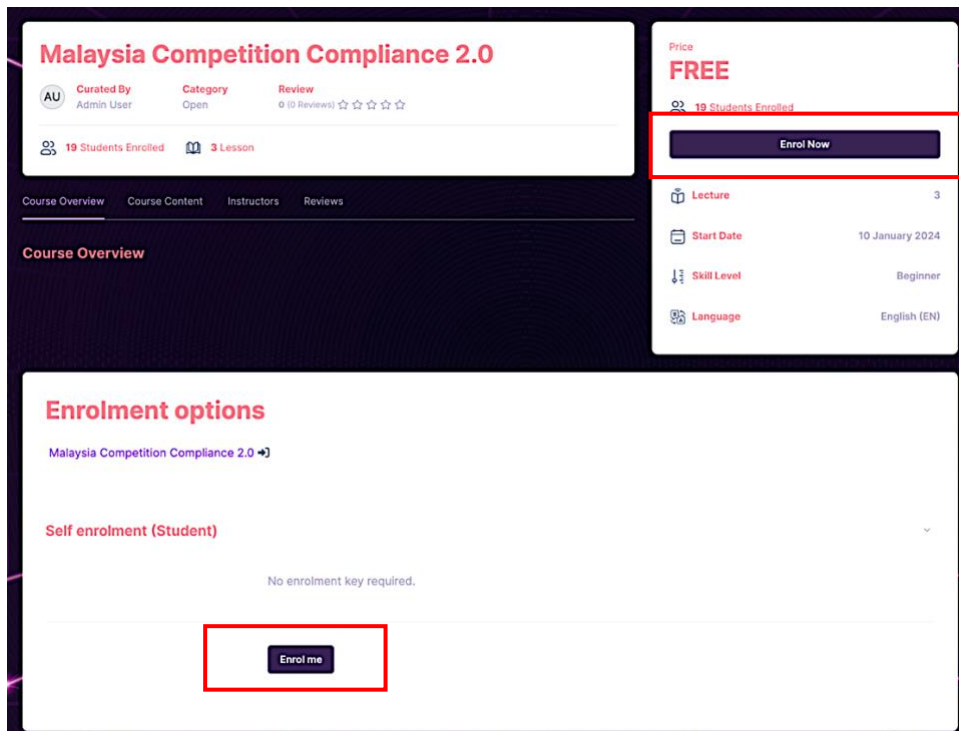 Malaysia Competition Compliance 2.0
AU
Curated By
Admin User
Category
Open
Review
0 (0 Reviews)
19 Students Enrolled
3 Lesson
Price
FREE
19 Students Enrolled
Enrol Now
Lecture 3
Start Date 10 January 2024
Skill Level Beginner
Language English (EN)
Course Overview Course Content Instructors Reviews
Course Overview
Enrolment options
Malaysia Competition Compliance 2.0
Self enrolment (Student)
No enrolment key required.
Enrol me